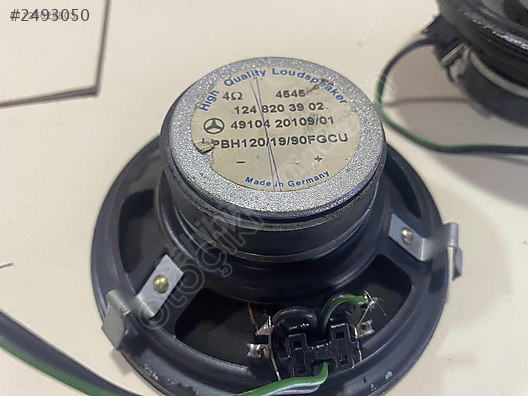 #2493050
High Quality Loudspeaker
4Ω 4545
124 820 39 02
49104 20109/01
PBH120/19/90FGCU
− +
Made in Germany